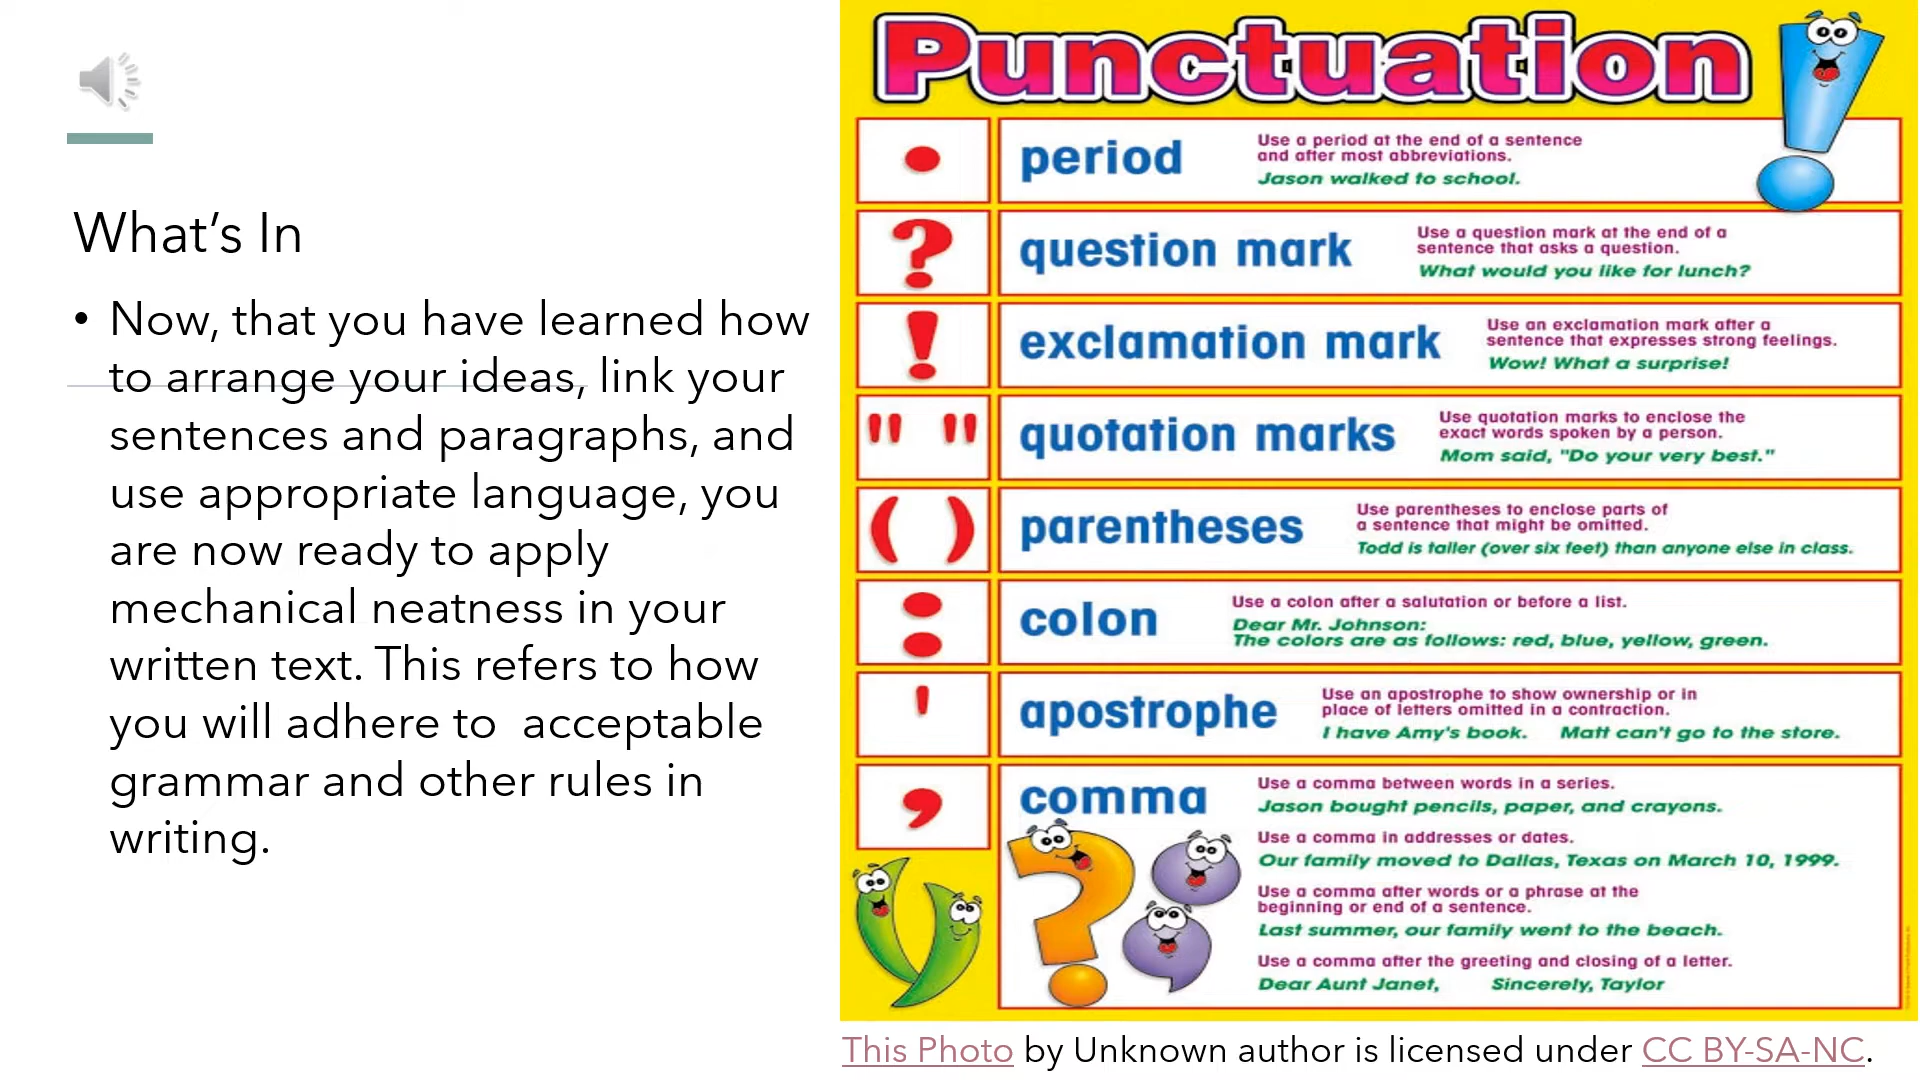 What’s In
• Now, that you have learned how
to arrange your ideas, link your
sentences and paragraphs, and
use appropriate language, you
are now ready to apply
mechanical neatness in your
written text. This refers to how
you will adhere to  acceptable
grammar and other rules in
writing.
Punctuation
. period
Use a period at the end of a sentence
and after most abbreviations.
Jason walked to school.
? question mark
Use a question mark at the end of a
sentence that asks a question.
What would you like for lunch?
! exclamation mark
Use an exclamation mark after a
sentence that expresses strong feelings.
Wow! What a surprise!
" " quotation marks
Use quotation marks to enclose the
exact words spoken by a person.
Mom said, "Do your very best."
( ) parentheses
Use parentheses to enclose parts of
a sentence that might be omitted.
Todd is taller (over six feet) than anyone else in class.
: colon
Use a colon after a salutation or before a list.
Dear Mr. Johnson:
The colors are as follows: red, blue, yellow, green.
' apostrophe
Use an apostrophe to show ownership or in
place of letters omitted in a contraction.
I have Amy's book. Matt can't go to the store.
, comma
Use a comma between words in a series.
Jason bought pencils, paper, and crayons.
Use a comma in addresses or dates.
Our family moved to Dallas, Texas on March 10, 1999.
Use a comma after words or a phrase at the
beginning or end of a sentence.
Last summer, our family went to the beach.
Use a comma after the greeting and closing of a letter.
Dear Aunt Janet, Sincerely, Taylor
This Photo by Unknown author is licensed under CC BY-SA-NC.